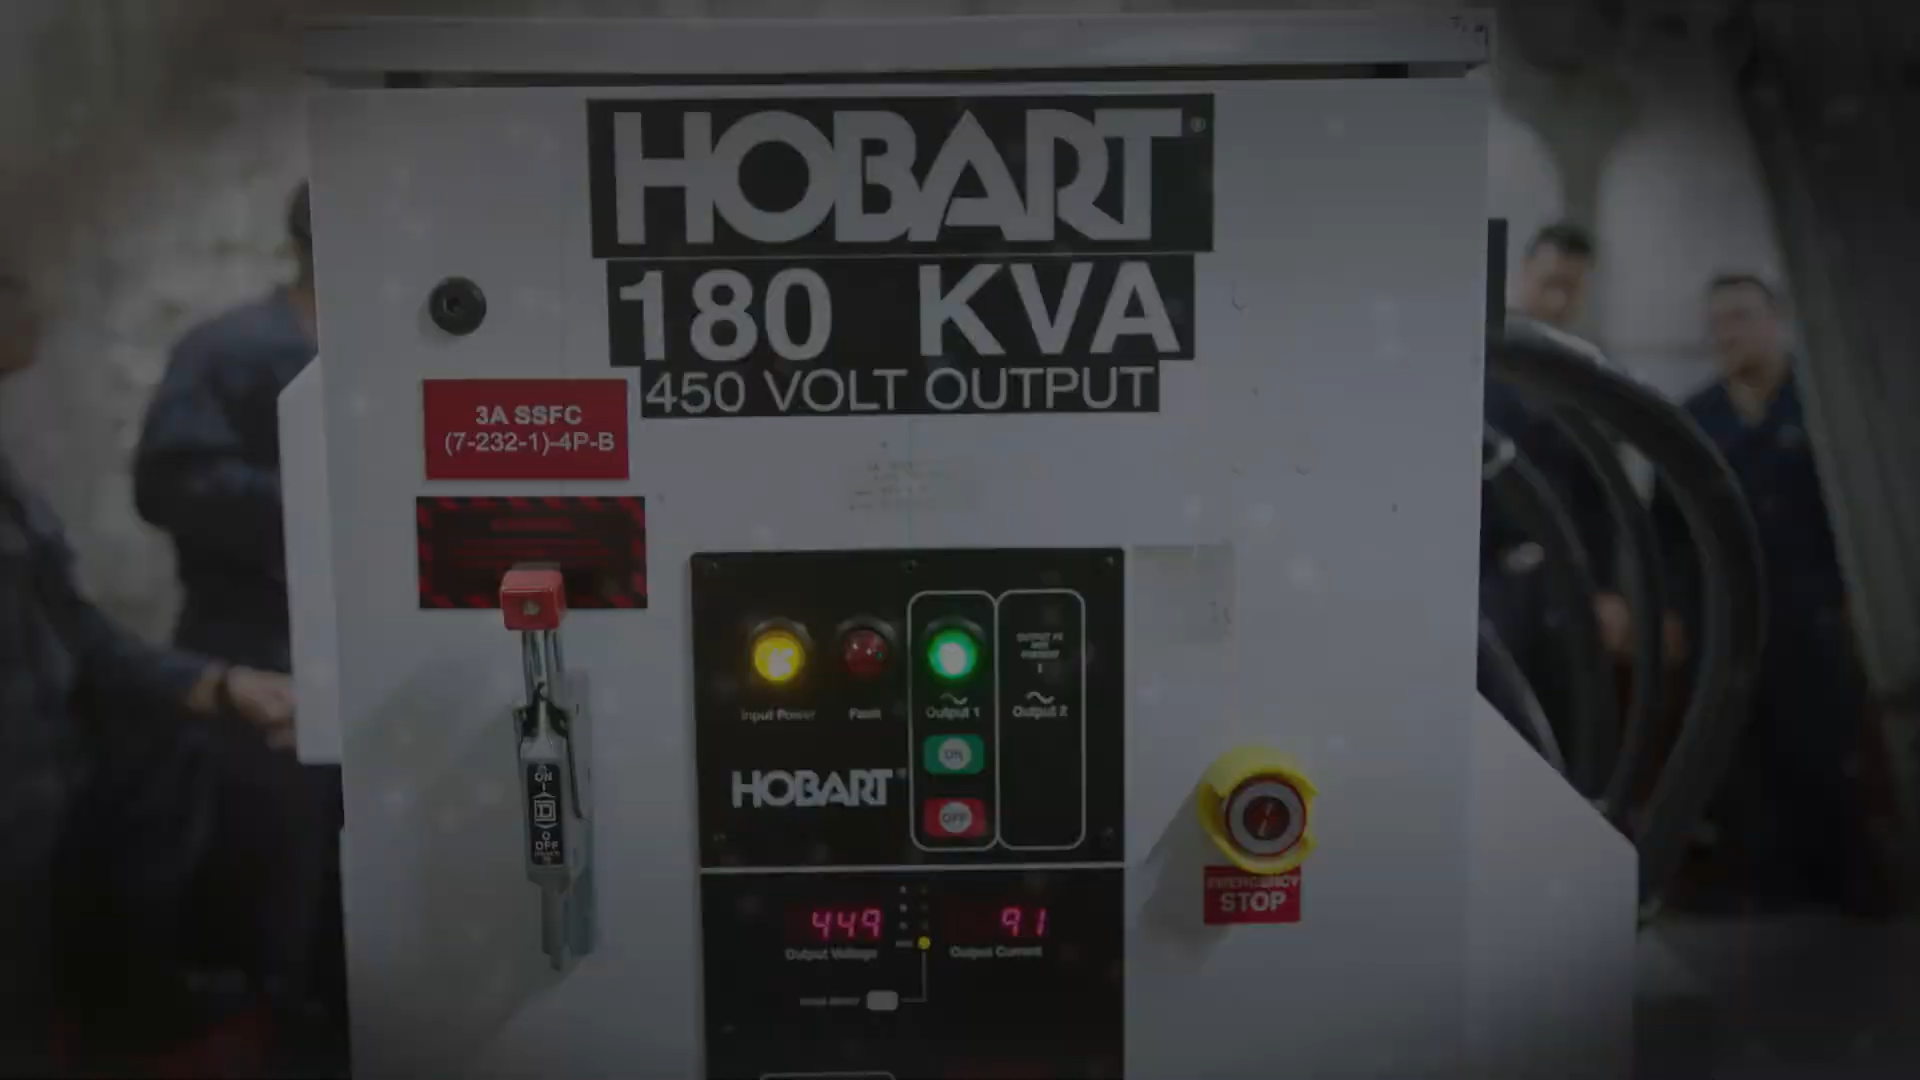 HOBART®
180 KVA
450 VOLT OUTPUT
3A SSFC
(7-232-1)-4P-B
Input Power
Fault
Output 1
Output 2
ON
OFF
HOBART
ON
I
O
OFF
EMERGENCY
STOP
449
91
Output Voltage
Output Current